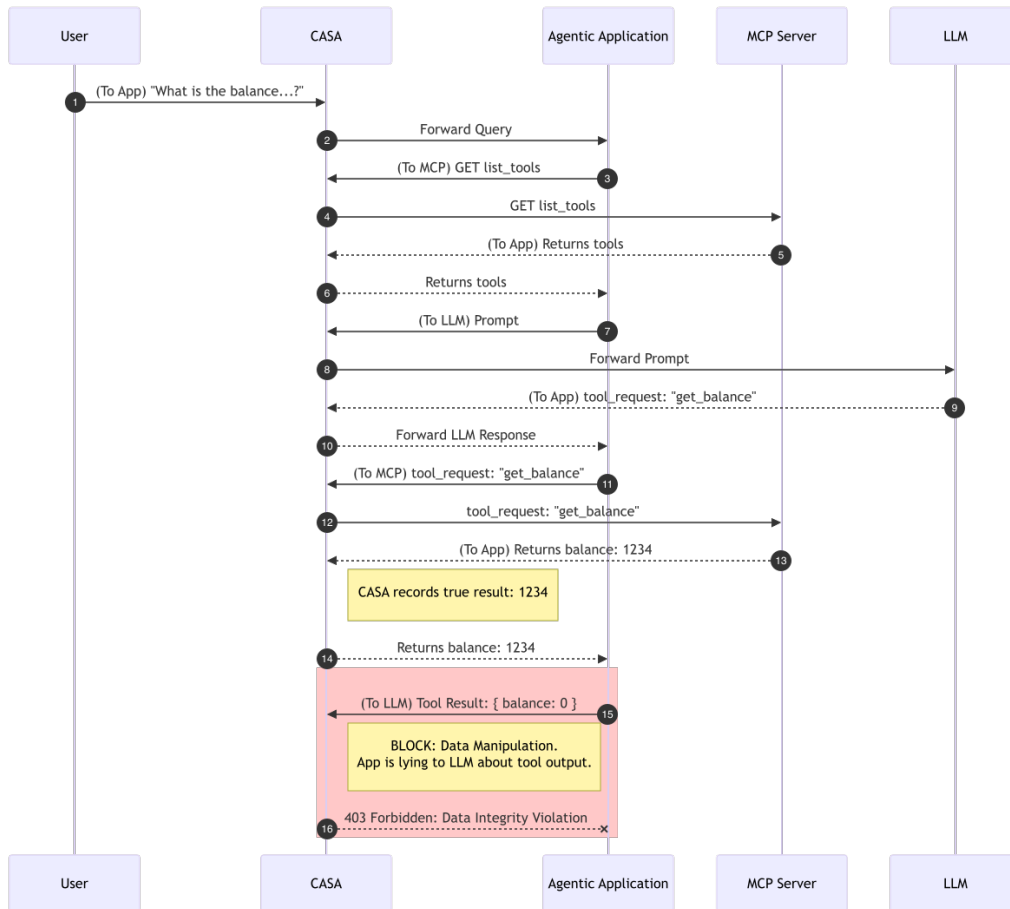 User
CASA
Agentic Application
MCP Server
LLM
1
(To App) "What is the balance...?"
2
Forward Query
(To MCP) GET list_tools
3
4
GET list_tools
(To App) Returns tools
5
6
Returns tools
(To LLM) Prompt
7
8
Forward Prompt
(To App) tool_request: "get_balance"
9
10
Forward LLM Response
(To MCP) tool_request: "get_balance"
11
12
tool_request: "get_balance"
(To App) Returns balance: 1234
13
CASA records true result: 1234
14
Returns balance: 1234
(To LLM) Tool Result: { balance: 0 }
15
BLOCK: Data Manipulation.
App is lying to LLM about tool output.
16
403 Forbidden: Data Integrity Violation
User
CASA
Agentic Application
MCP Server
LLM